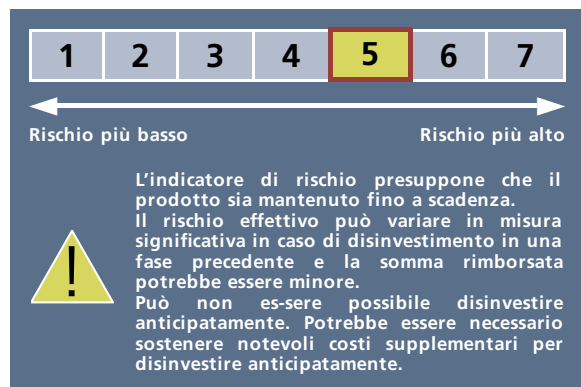 1 2 3 4 5 6 7
Rischio più basso Rischio più alto
L'indicatore di rischio presuppone che il
prodotto sia mantenuto fino a scadenza.
Il rischio effettivo può variare in misura
significativa in caso di disinvestimento in una
fase precedente e la somma rimborsata
potrebbe essere minore.
Può non es-sere possibile disinvestire
anticipatamente. Potrebbe essere necessario
sostenere notevoli costi supplementari per
disinvestire anticipatamente.
!